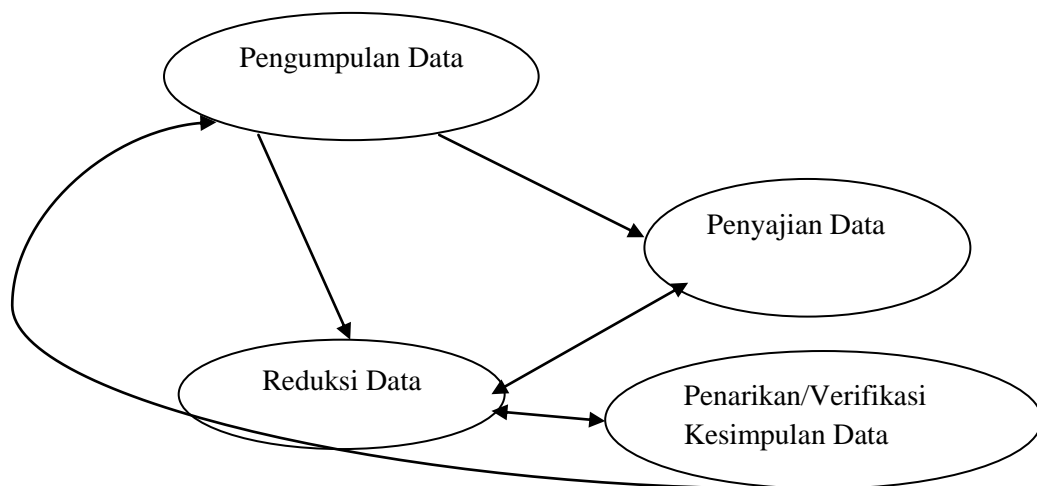 Pengumpulan Data
Penyajian Data
Reduksi Data
Penarikan/Verifikasi
Kesimpulan Data